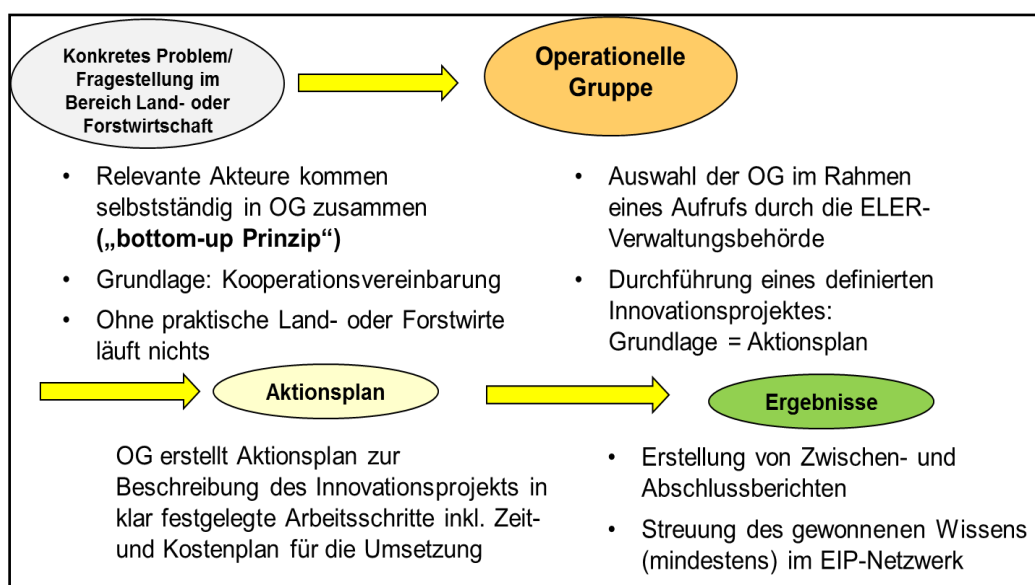 Konkretes Problem/
Fragestellung im
Bereich Land- oder
Forstwirtschaft
Operationelle
Gruppe
• Relevante Akteure kommen
selbstständig in OG zusammen
(„bottom-up Prinzip“)
• Grundlage: Kooperationsvereinbarung
• Ohne praktische Land- oder Forstwirte
läuft nichts
• Auswahl der OG im Rahmen
eines Aufrufs durch die ELER-
Verwaltungsbehörde
• Durchführung eines definierten
Innovationsprojektes:
Grundlage = Aktionsplan
Aktionsplan
Ergebnisse
OG erstellt Aktionsplan zur
Beschreibung des Innovationsprojekts in
klar festgelegte Arbeitsschritte inkl. Zeit-
und Kostenplan für die Umsetzung
• Erstellung von Zwischen- und
Abschlussberichten
• Streuung des gewonnenen Wissens
(mindestens) im EIP-Netzwerk